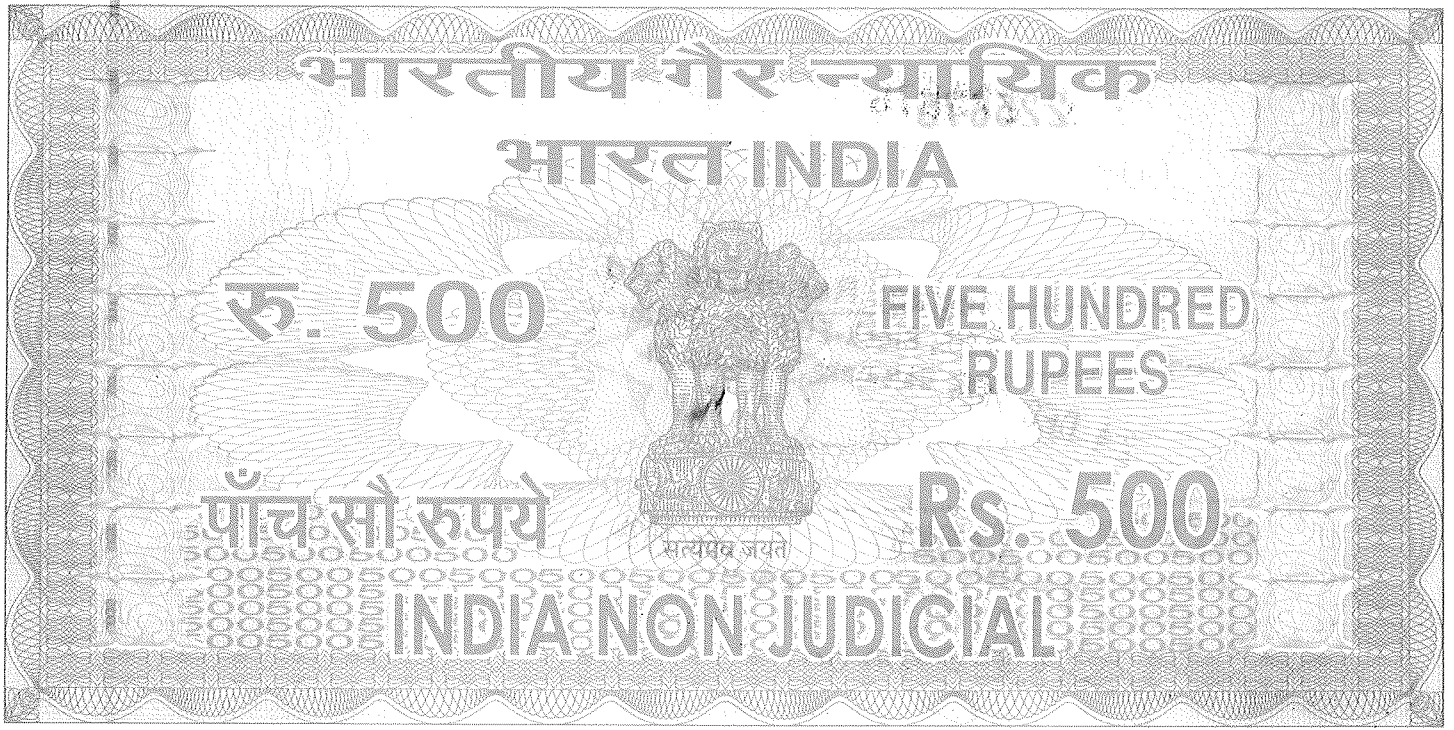 भारतीय गैर न्यायिक
भारत INDIA
रु. 500
FIVE HUNDRED
RUPEES
पाँच सौ रुपये
Rs. 500
सत्यमेव जयते
INDIA NON JUDICIAL